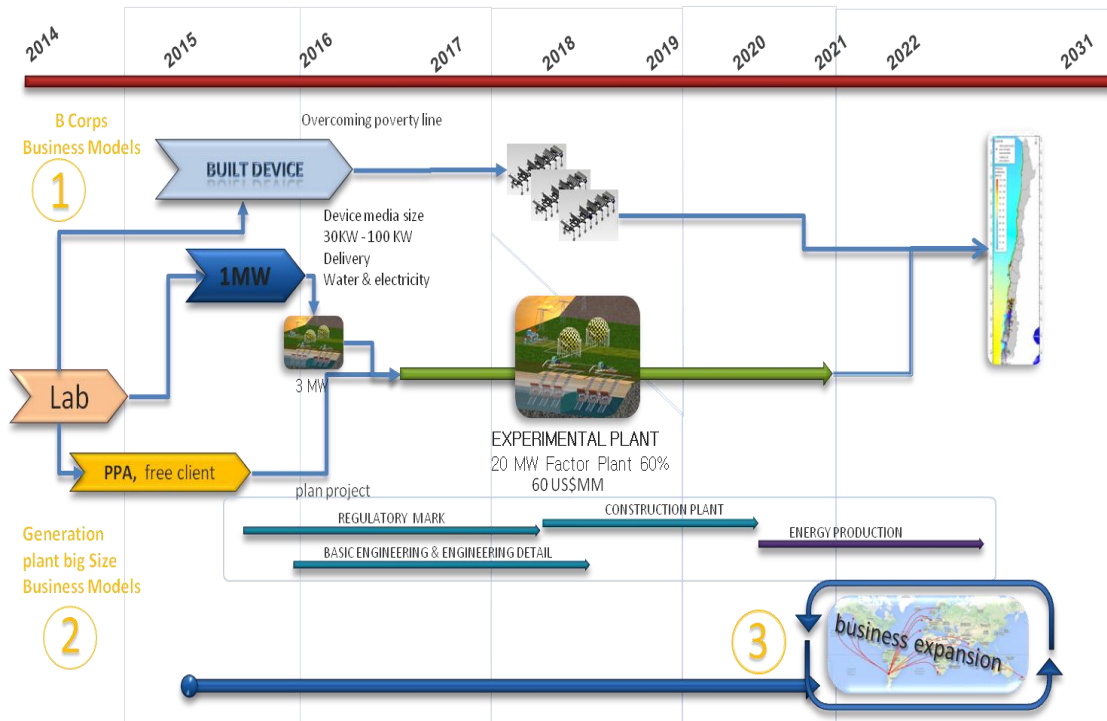 2014
2015
2016
2017
2018
2019
2020
2021
2022
2031
B Corps
Business Models
1
Overcoming poverty line
BUILT DEVICE
Device media size
30KW -100 KW
Delivery
Water & electricity
1MW
3 MW
Lab
PPA, free client
EXPERIMENTAL PLANT
20 MW Factor Plant 60%
60 US$MM
plan project
REGULATORY MARK
CONSTRUCTION PLANT
ENERGY PRODUCTION
BASIC ENGINEERING & ENGINEERING DETAIL
Generation
plant big Size
Business Models
2
3
business expansion